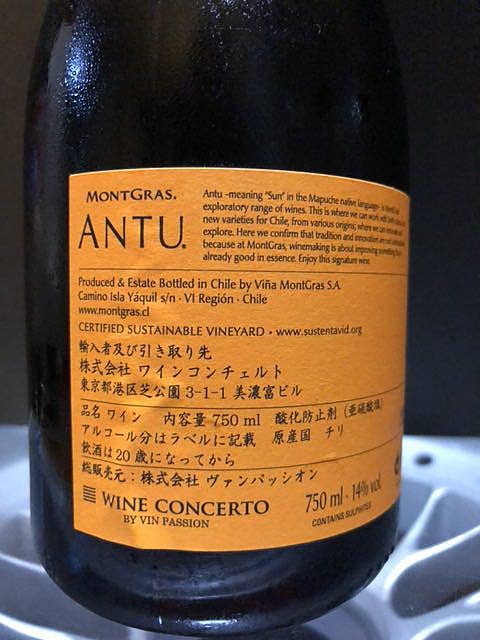 MONTGRAS.
ANTU.
Antu -meaning "Sun" in the Mapuche native language- is MontGras'
exploratory range of wines. This is where we can work with
new varieties for Chile, from various origins; where we can innovate and
explore. Here we confirm that tradition and innovation are not
because at MontGras, winemaking is about improving something
already good in essence. Enjoy this signature wine.
Produced & Estate Bottled in Chile by Viña MontGras S.A.
Camino Isla Yáquil s/n · VI Región · Chile
www.montgras.cl
CERTIFIED SUSTAINABLE VINEYARD · www.sustentavid.org
輸入者及び引き取り先
株式会社 ワインコンチェルト
東京都港区芝公園 3-1-1 美濃富ビル
品名 ワイン 内容量 750 ml 酸化防止剤(亜硫酸塩)
アルコール分はラベルに記載 原産国 チリ
飲酒は20歳になってから
総販売元:株式会社 ヴァンパッシオン
WINE CONCERTO
BY VIN PASSION
750 ml · 14% vol
CONTAINS SULPHITES